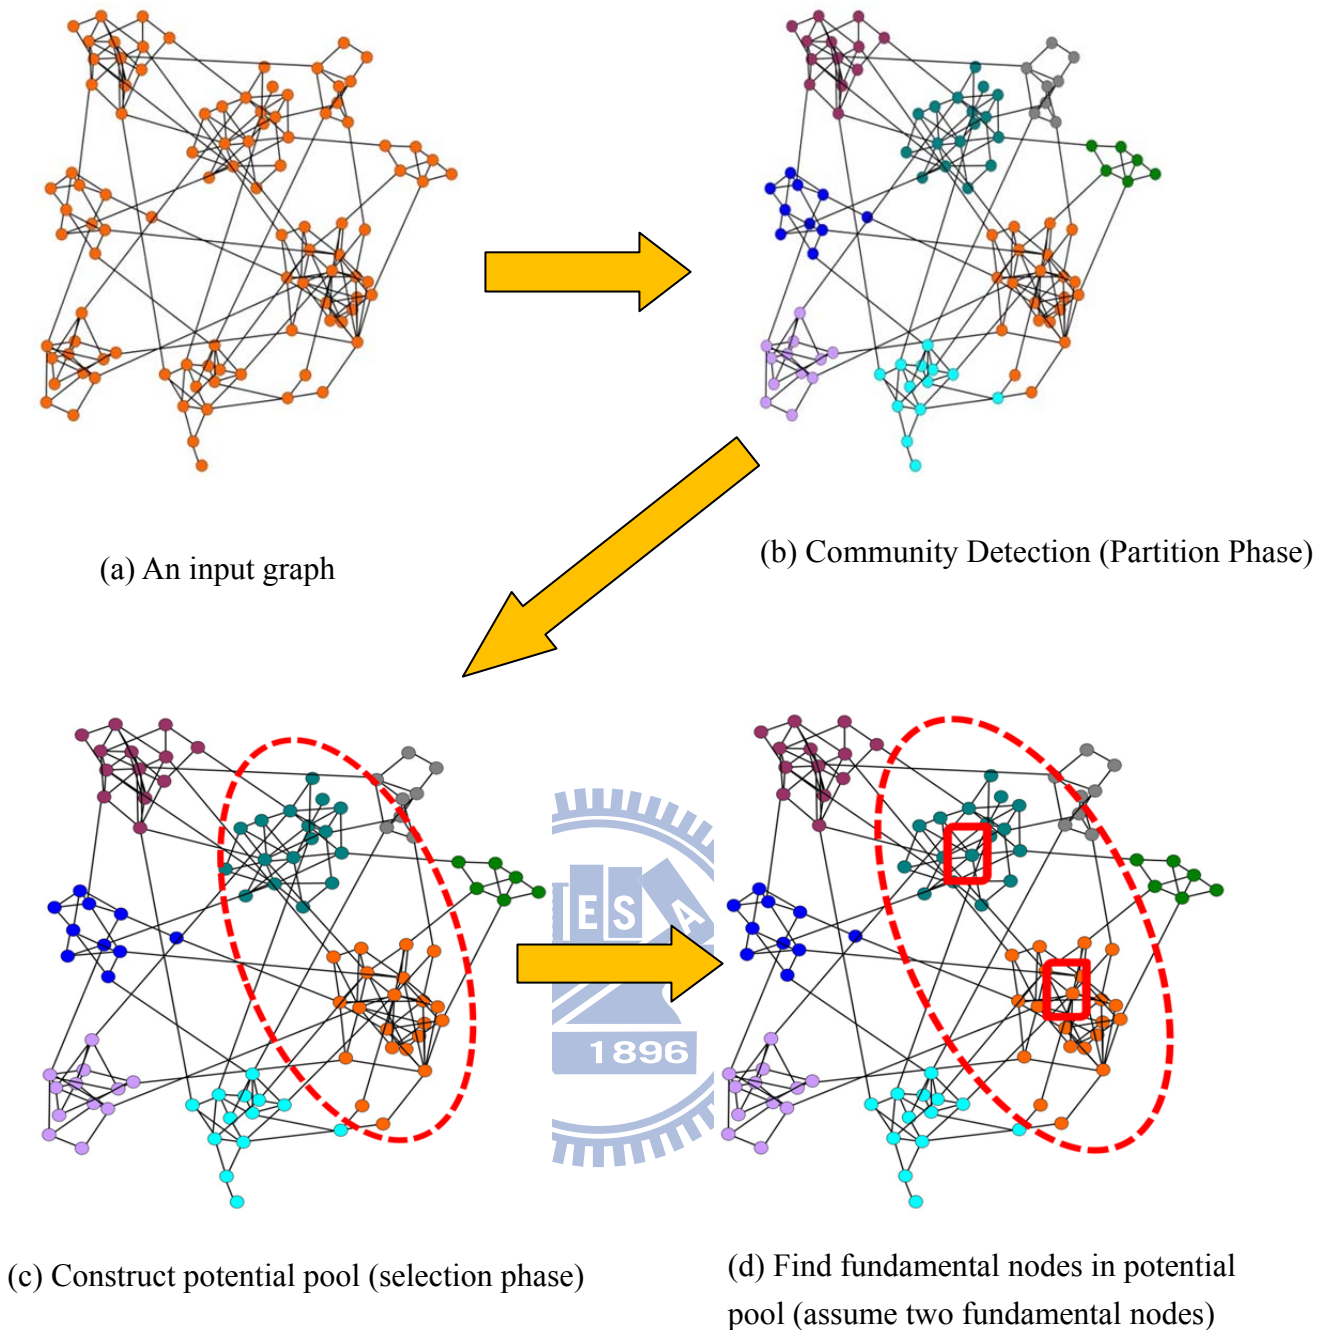 (a) An input graph
(b) Community Detection (Partition Phase)
ES
A
1896
(c) Construct potential pool (selection phase)
(d) Find fundamental nodes in potential
pool (assume two fundamental nodes)